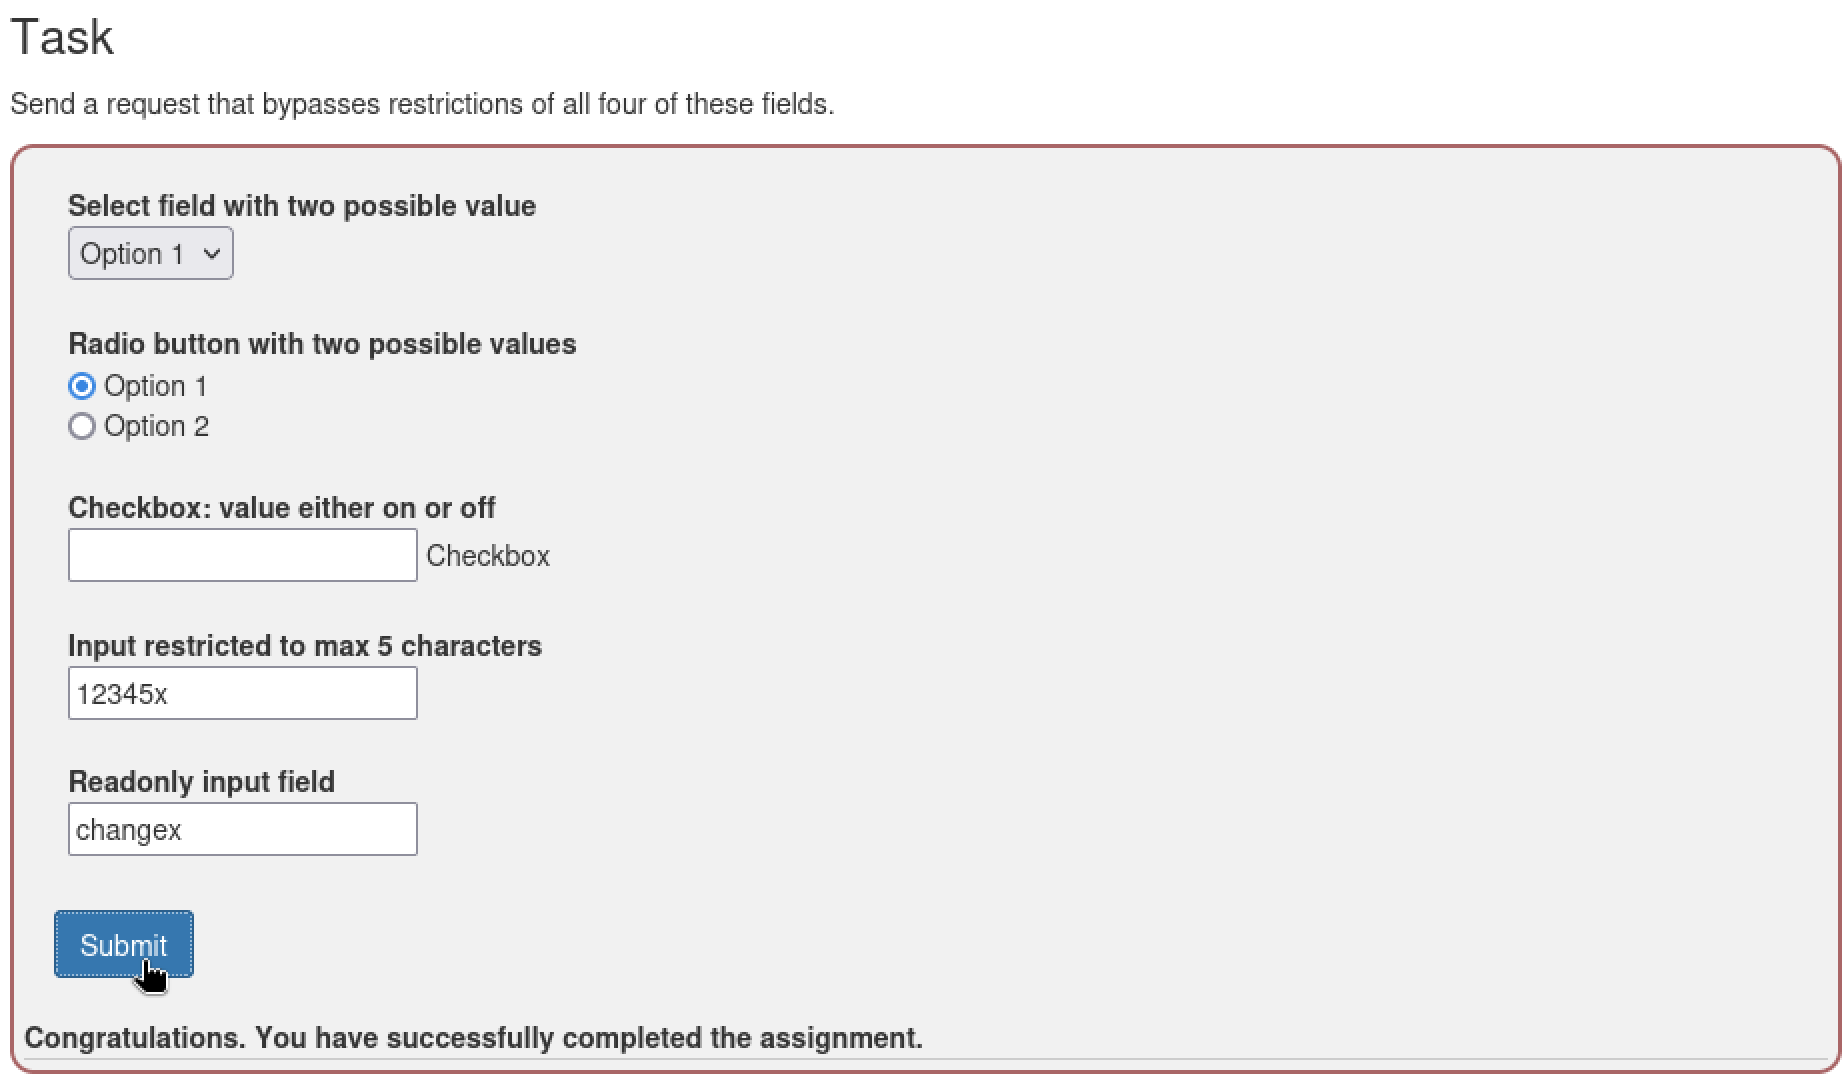 Task
Send a request that bypasses restrictions of all four of these fields.
Select field with two possible value
Option 1
Radio button with two possible values
Option 1
Option 2
Checkbox: value either on or off
Checkbox
Input restricted to max 5 characters
12345x
Readonly input field
changex
Submit
Congratulations. You have successfully completed the assignment.